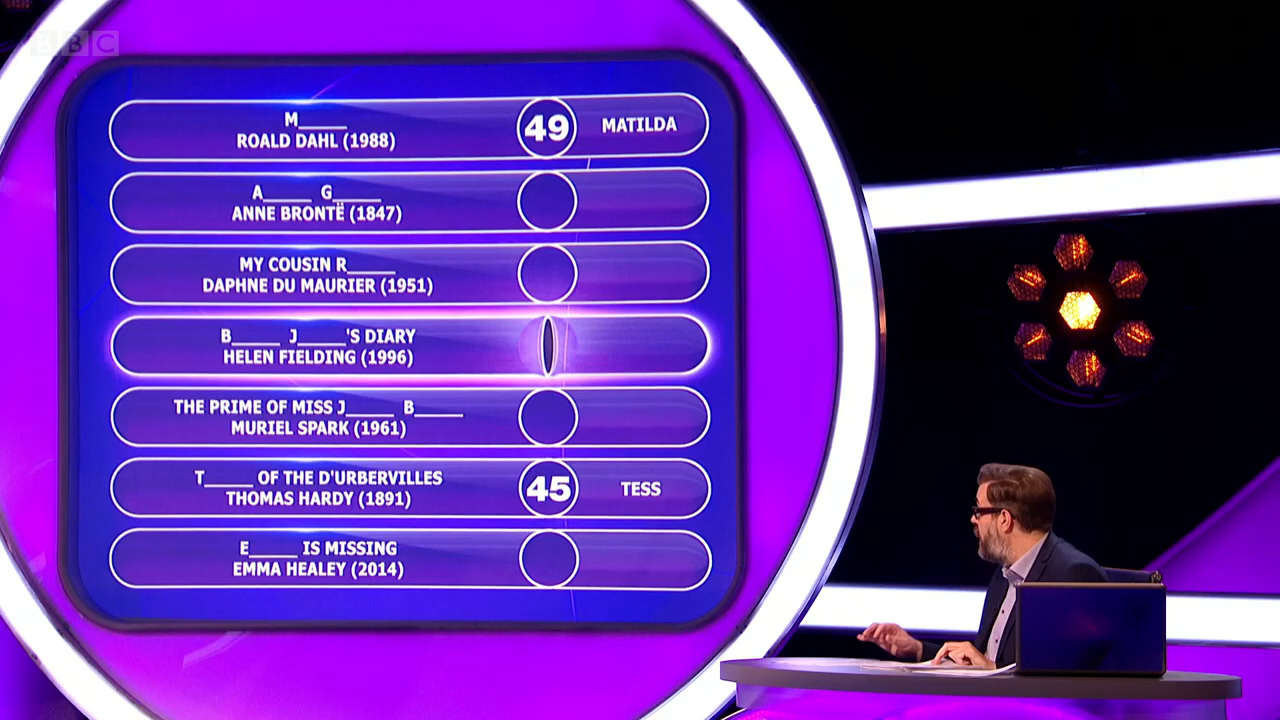 BBC
M_____
ROALD DAHL (1988)
49
MATILDA
A_____ G_____
ANNE BRONTË (1847)
MY COUSIN R_____
DAPHNE DU MAURIER (1951)
B_____ J_____'S DIARY
HELEN FIELDING (1996)
THE PRIME OF MISS J_____ B_____
MURIEL SPARK (1961)
T_____ OF THE D'URBERVILLES
THOMAS HARDY (1891)
45
TESS
E_____ IS MISSING
EMMA HEALEY (2014)